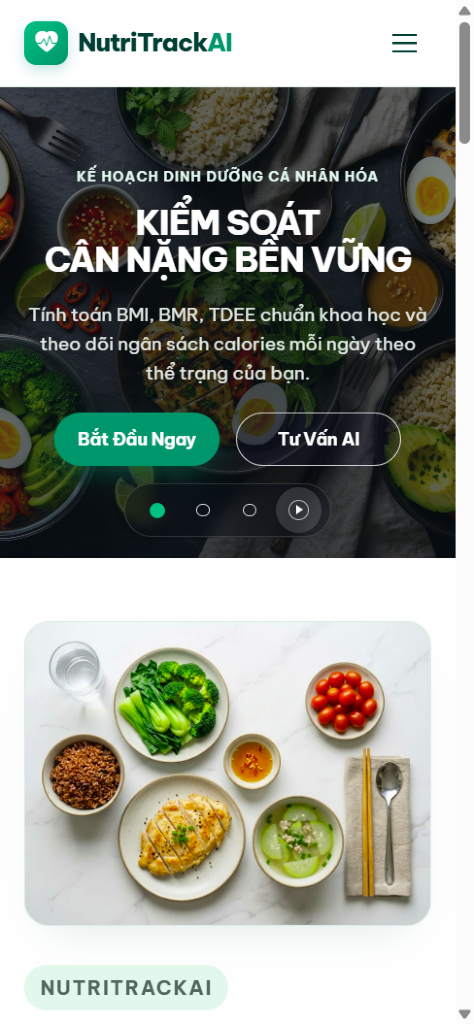 NutriTrackAI
KẾ HOẠCH DINH DƯỠNG CÁ NHÂN HÓA
KIỂM SOÁT
CÂN NẶNG BỀN VỮNG
Tính toán BMI, BMR, TDEE chuẩn khoa học và
theo dõi ngân sách calories mỗi ngày theo
thể trạng của bạn.
Bắt Đầu Ngay
Tư Vấn AI
NUTRITRACKAI